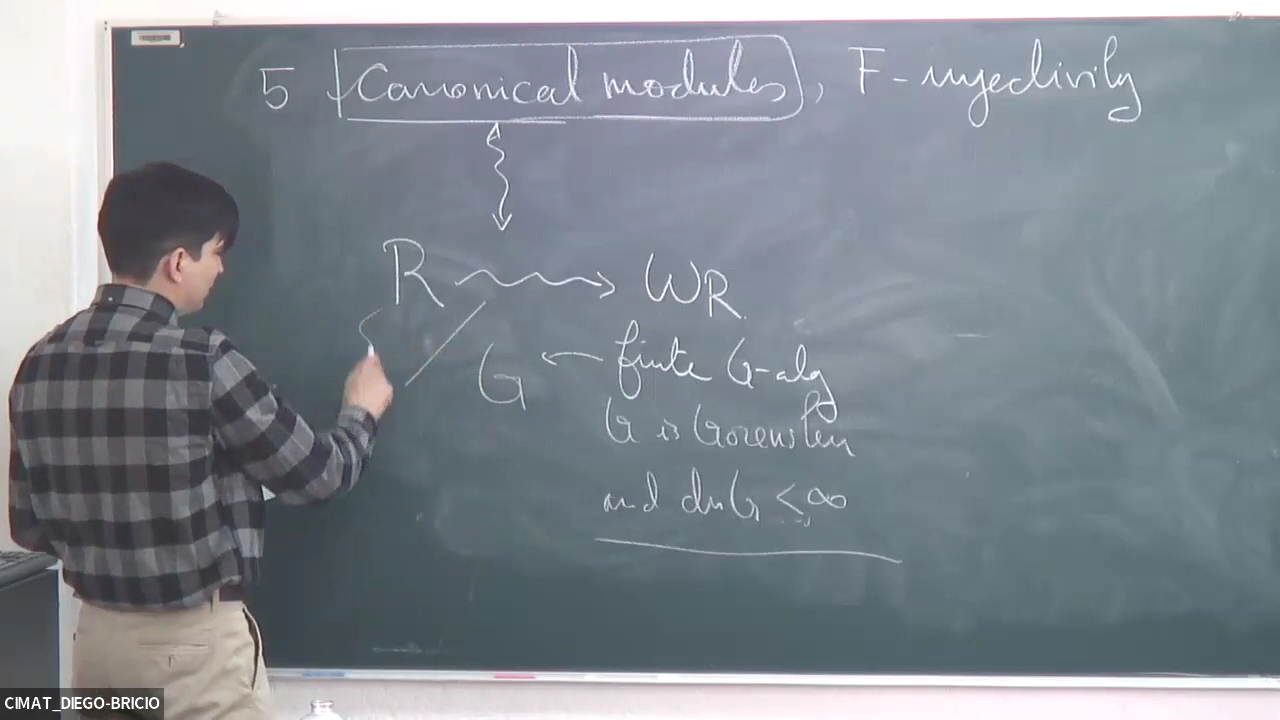 5 Canonical modules, F-injectivity
R ω_R
G finite G-alg
G is Gorenstein
and dim G < ∞
CIMAT_DIEGO-BRICIO